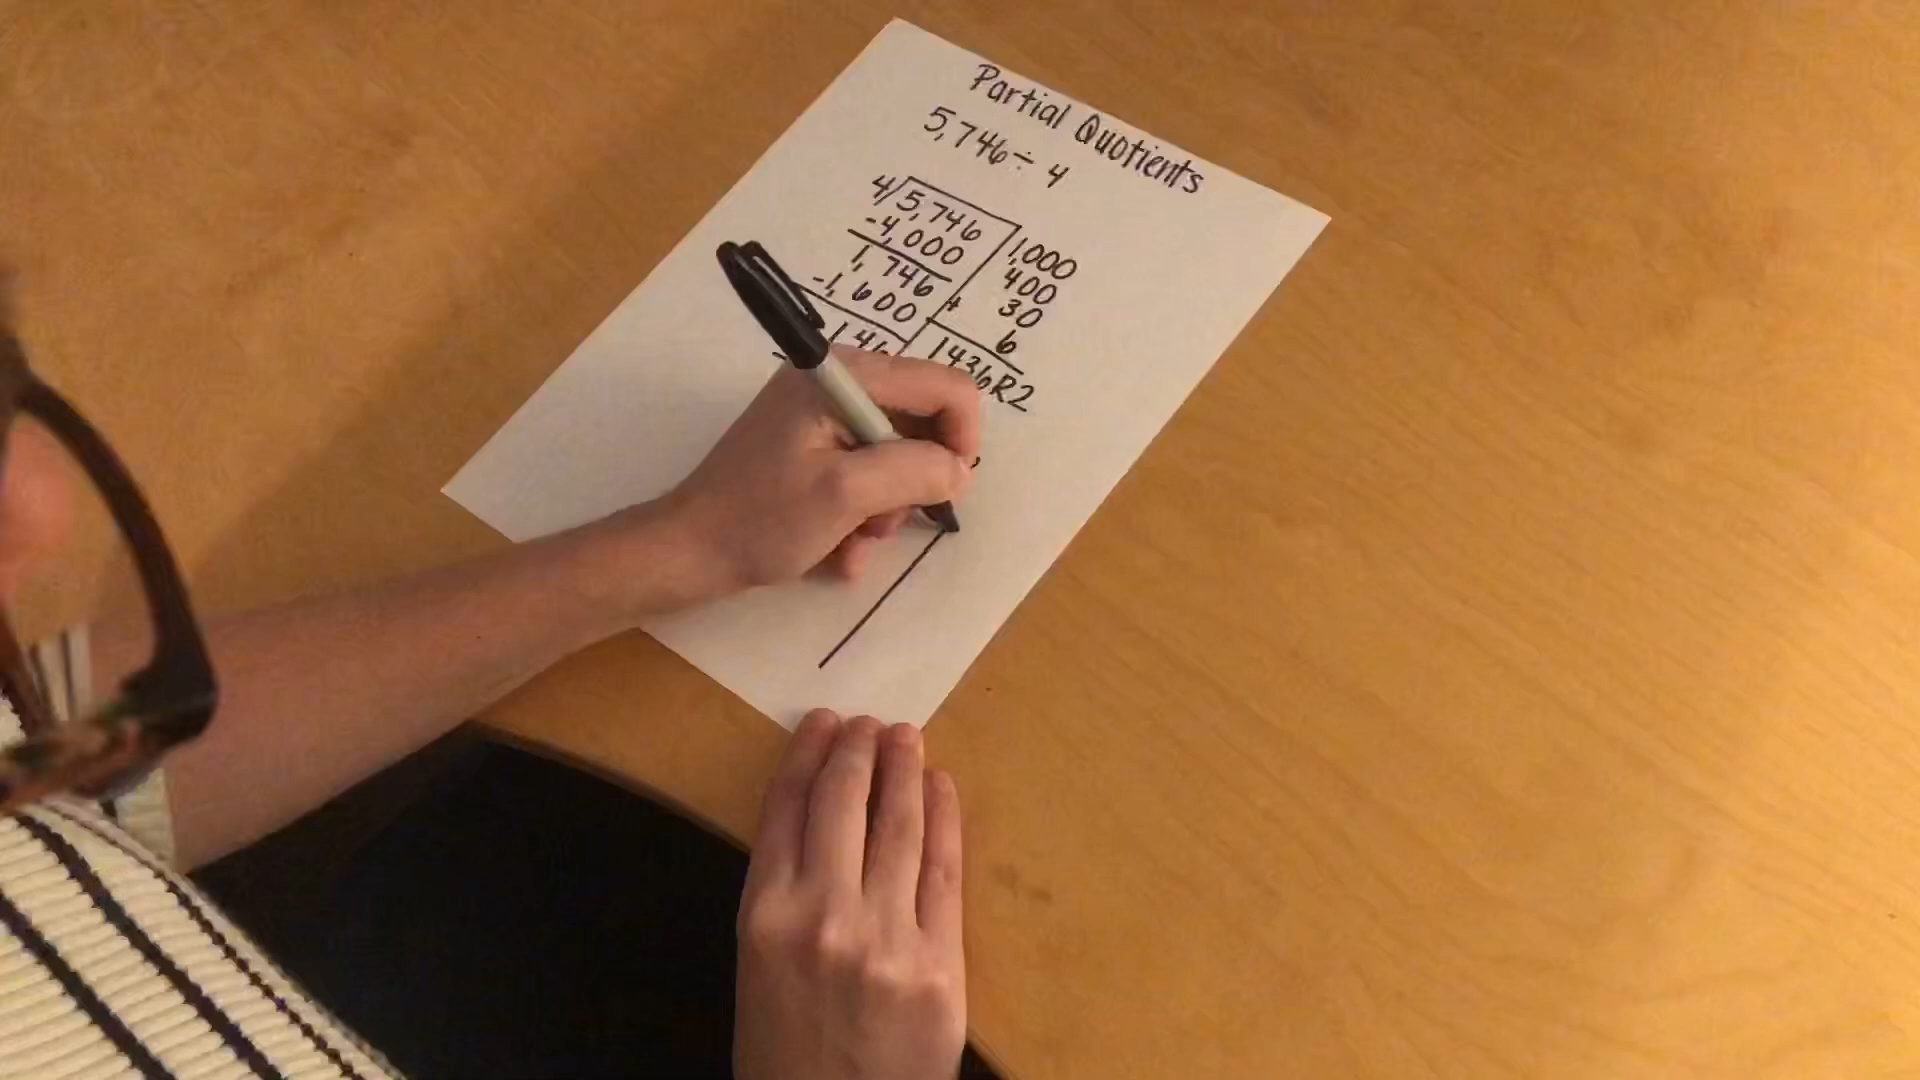 Partial Quotients
5,746 ÷ 4
4 5,746
-4,000 1,000
1,746 400
-1,600 + 30
146 6
- 1436R2